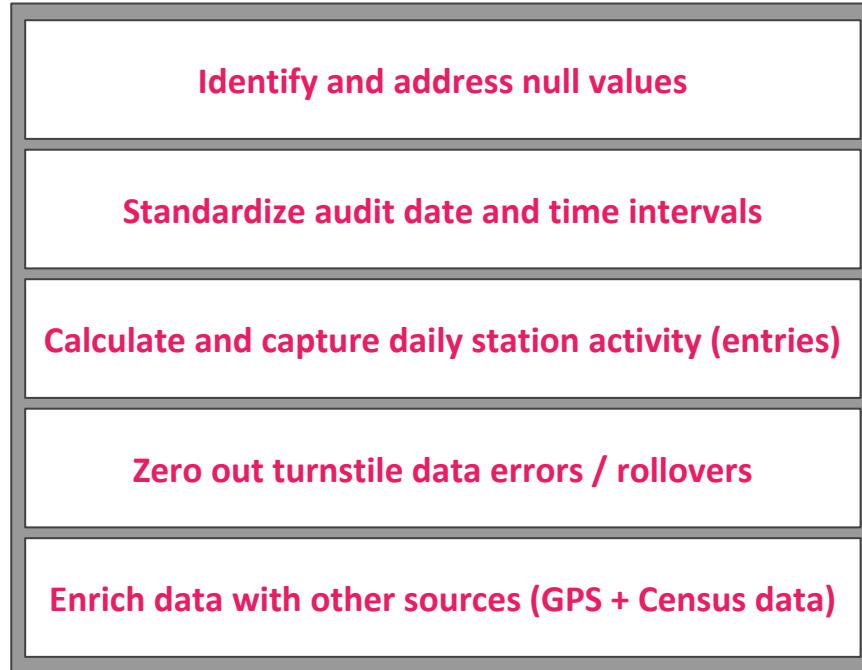 Identify and address null values
Standardize audit date and time intervals
Calculate and capture daily station activity (entries)
Zero out turnstile data errors / rollovers
Enrich data with other sources (GPS + Census data)